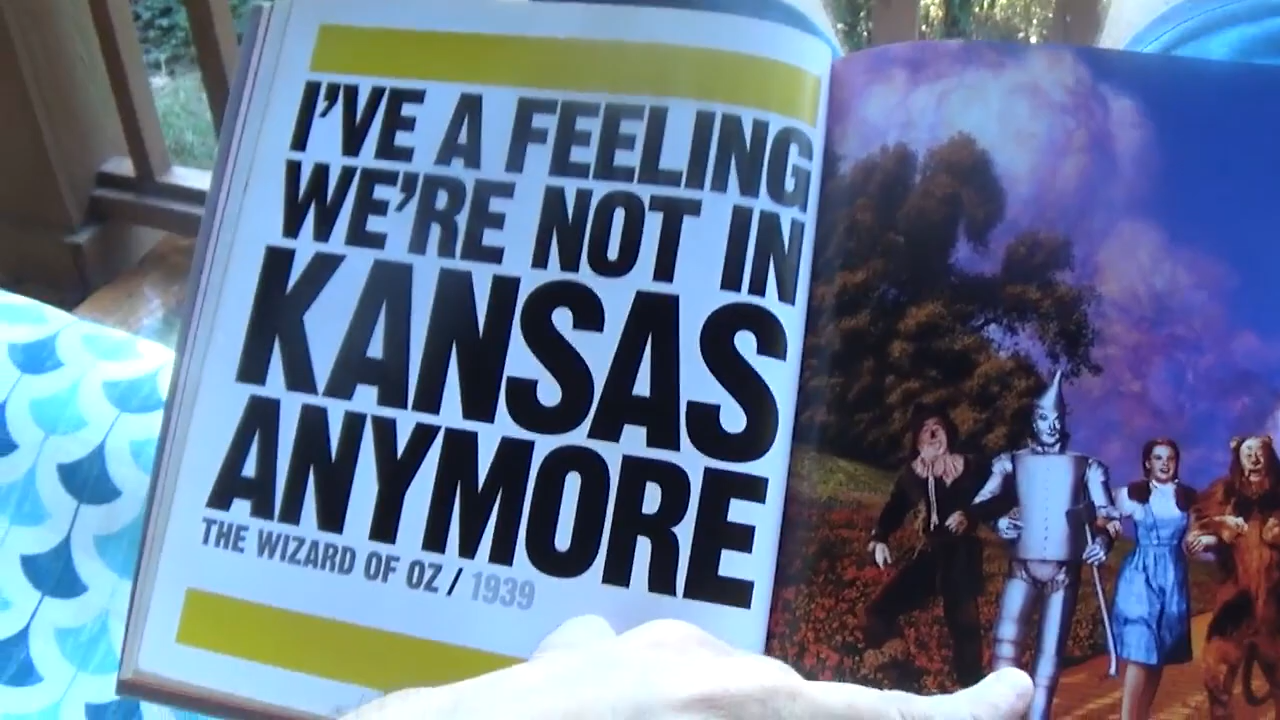 I'VE A FEELING
WE'RE NOT IN
KANSAS
ANYMORE
THE WIZARD OF OZ / 1939